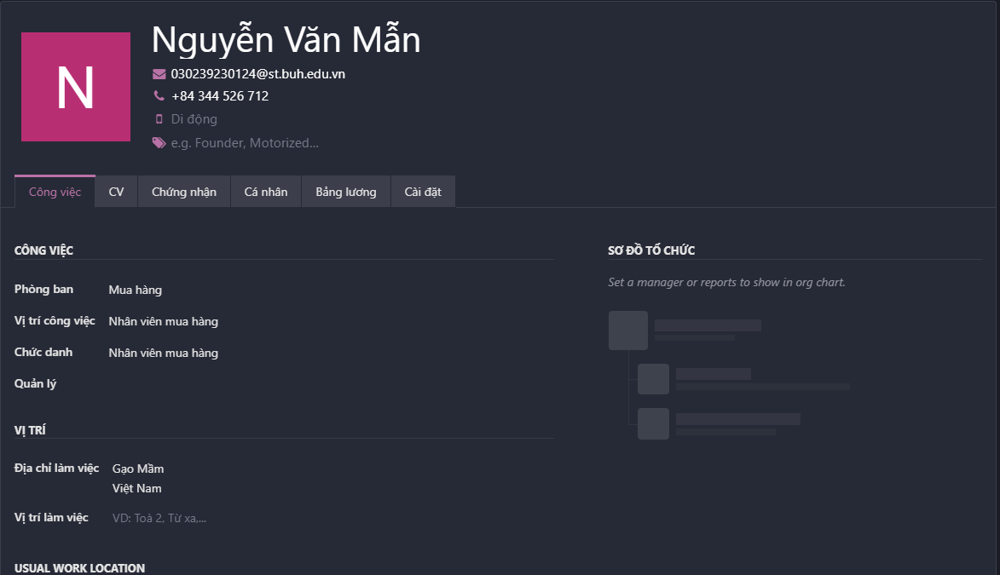 N
Nguyễn Văn Mẫn
030239230124@st.buh.edu.vn
+84 344 526 712
Di động
e.g. Founder, Motorized...
Công việc CV Chứng nhận Cá nhân Bảng lương Cài đặt
CÔNG VIỆC
Phòng ban Mua hàng
Vị trí công việc Nhân viên mua hàng
Chức danh Nhân viên mua hàng
Quản lý
VỊ TRÍ
Địa chỉ làm việc Gạo Mầm
Việt Nam
Vị trí làm việc VD: Toà 2, Từ xa,...
USUAL WORK LOCATION
SƠ ĐỒ TỔ CHỨC
Set a manager or reports to show in org chart.